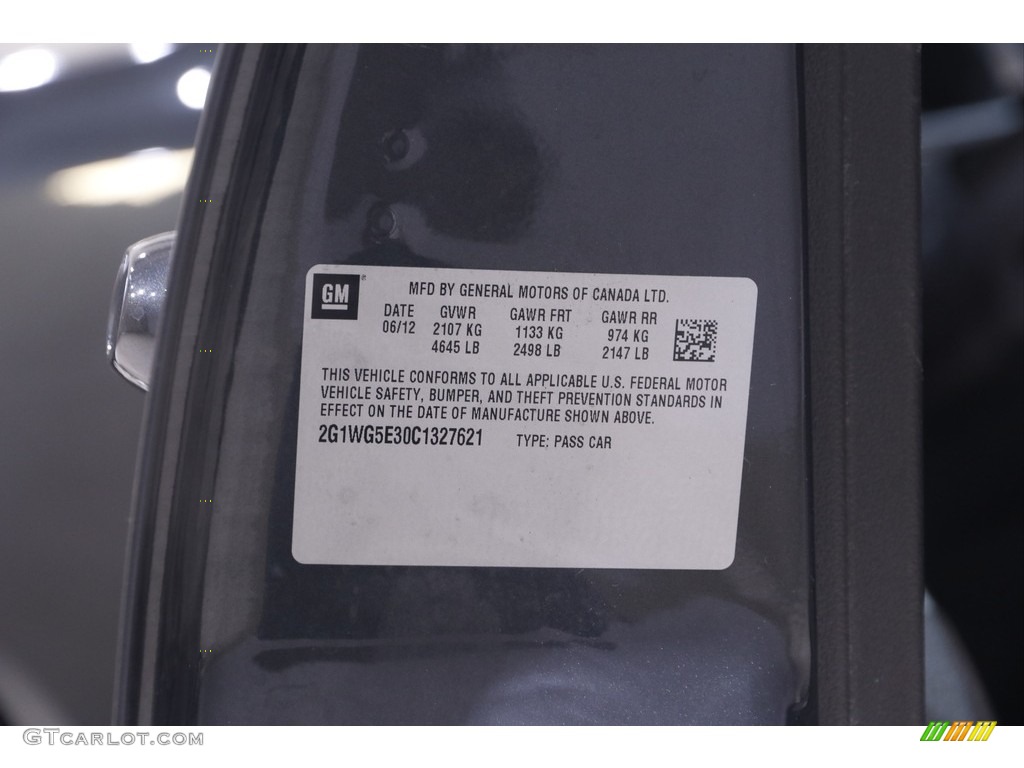 GM
MFD BY GENERAL MOTORS OF CANADA LTD.
DATE GVWR GAWR FRT GAWR RR
06/12 2107 KG 1133 KG 974 KG
4645 LB 2498 LB 2147 LB
THIS VEHICLE CONFORMS TO ALL APPLICABLE U.S. FEDERAL MOTOR
VEHICLE SAFETY, BUMPER, AND THEFT PREVENTION STANDARDS IN
EFFECT ON THE DATE OF MANUFACTURE SHOWN ABOVE.
2G1WG5E30C1327621 TYPE: PASS CAR
GTCarlot.com